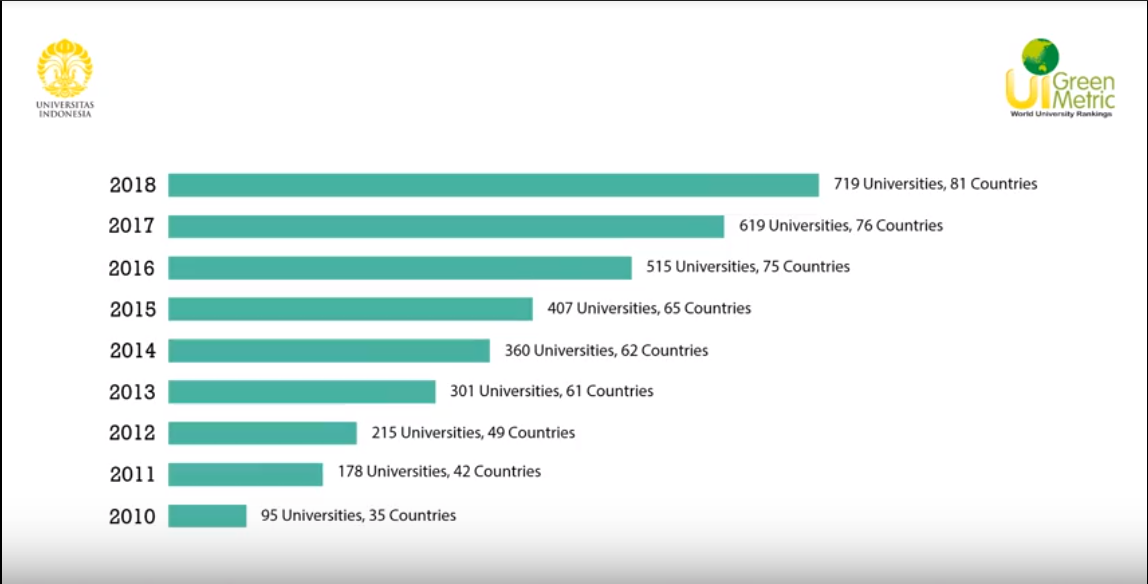 UNIVERSITAS
INDONESIA
UI Green
Metric
World University Rankings
2018 719 Universities, 81 Countries
2017 619 Universities, 76 Countries
2016 515 Universities, 75 Countries
2015 407 Universities, 65 Countries
2014 360 Universities, 62 Countries
2013 301 Universities, 61 Countries
2012 215 Universities, 49 Countries
2011 178 Universities, 42 Countries
2010 95 Universities, 35 Countries